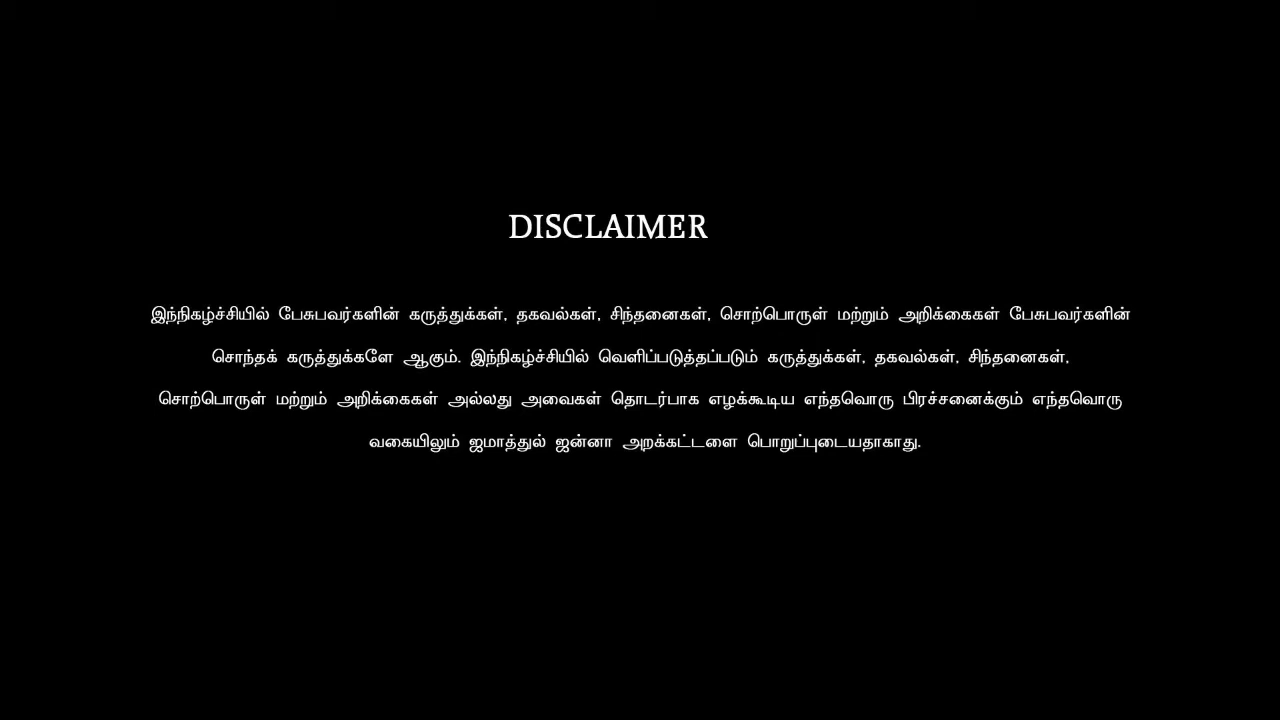 DISCLAIMER
இந்நிகழ்ச்சியில் பேசுபவர்களின் கருத்துக்கள், தகவல்கள், சிந்தனைகள், சொற்பொருள் மற்றும் அறிக்கைகள் பேசுபவர்களின்
சொந்தக் கருத்துக்களே ஆகும். இந்நிகழ்ச்சியில் வெளிப்படுத்தப்படும் கருத்துக்கள், தகவல்கள், சிந்தனைகள்,
சொற்பொருள் மற்றும் அறிக்கைகள் அல்லது அவைகள் தொடர்பாக எழக்கூடிய எந்தவொரு பிரச்சனைக்கும் எந்தவொரு
வகையிலும் ஜமாத்துல் ஜன்னா அறக்கட்டளை பொறுப்புடையதாகாது.